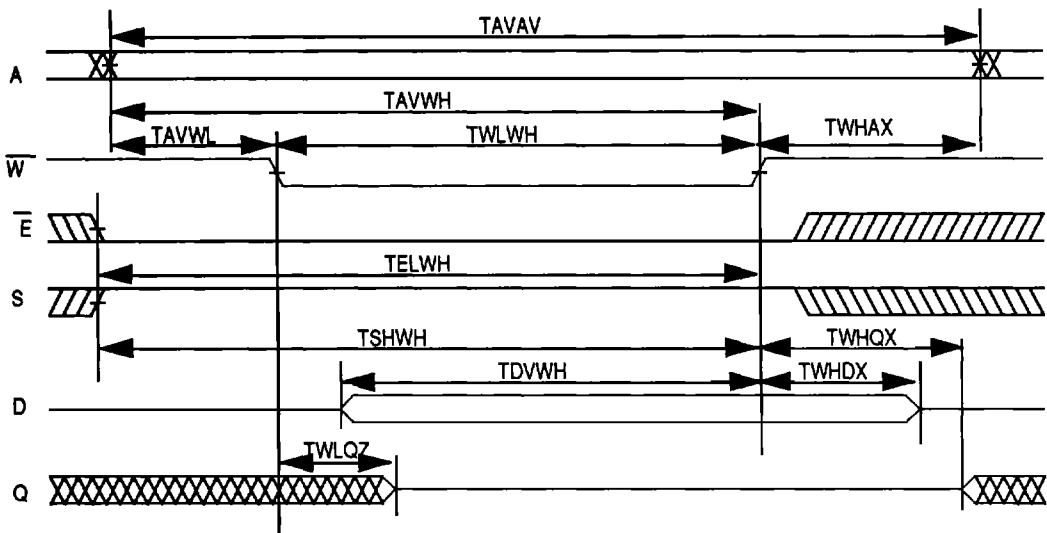 TAVAV
A
TAVWH
TAVWL TWLWH TWHAX
W
E
TELWH
S
TSHWH TWHQX
TDVWH TWHDX
D
TWLQZ
Q